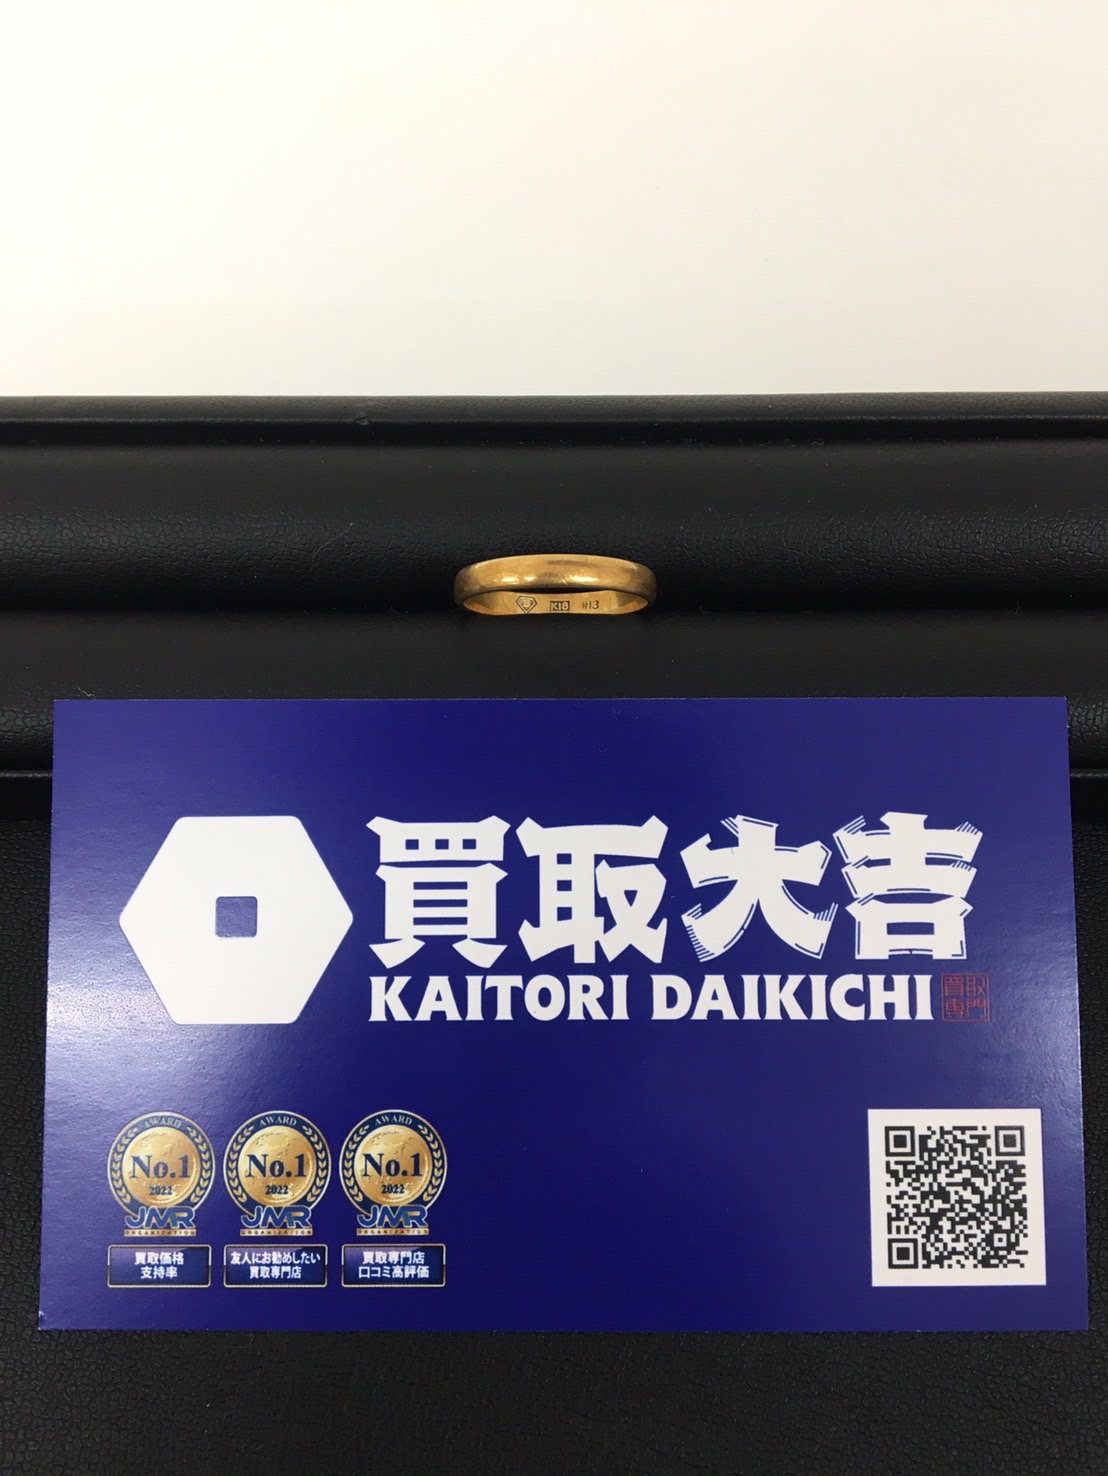 K18 #13
買取大吉
KAITORI DAIKICHI
買取
専門
AWARD
No.1
2022
JMR
ORGANIZATION
買取価格
支持率
AWARD
No.1
2022
JMR
ORGANIZATION
友人にお勧めしたい
買取専門店
AWARD
No.1
2022
JMR
ORGANIZATION
買取専門店
口コミ高評価